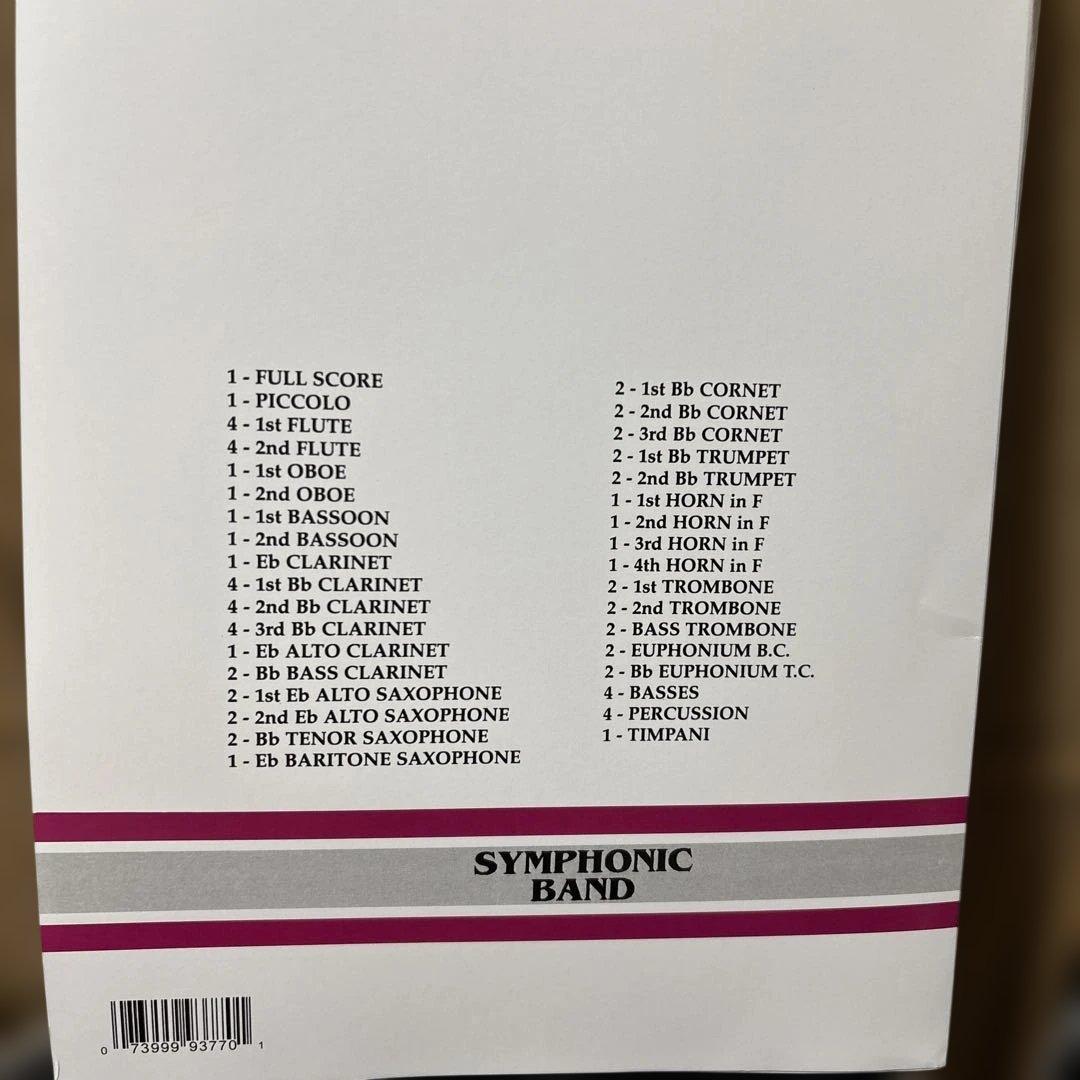 1 - FULL SCORE
1 - PICCOLO
4 - 1st FLUTE
4 - 2nd FLUTE
1 - 1st OBOE
1 - 2nd OBOE
1 - 1st BASSOON
1 - 2nd BASSOON
1 - Eb CLARINET
4 - 1st Bb CLARINET
4 - 2nd Bb CLARINET
4 - 3rd Bb CLARINET
1 - Eb ALTO CLARINET
2 - Bb BASS CLARINET
2 - 1st Eb ALTO SAXOPHONE
2 - 2nd Eb ALTO SAXOPHONE
2 - Bb TENOR SAXOPHONE
1 - Eb BARITONE SAXOPHONE
2 - 1st Bb CORNET
2 - 2nd Bb CORNET
2 - 3rd Bb CORNET
2 - 1st Bb TRUMPET
2 - 2nd Bb TRUMPET
1 - 1st HORN in F
1 - 2nd HORN in F
1 - 3rd HORN in F
1 - 4th HORN in F
2 - 1st TROMBONE
2 - 2nd TROMBONE
2 - BASS TROMBONE
2 - EUPHONIUM B.C.
2 - Bb EUPHONIUM T.C.
4 - BASSES
4 - PERCUSSION
1 - TIMPANI
SYMPHONIC
BAND
0 73999 93770 1